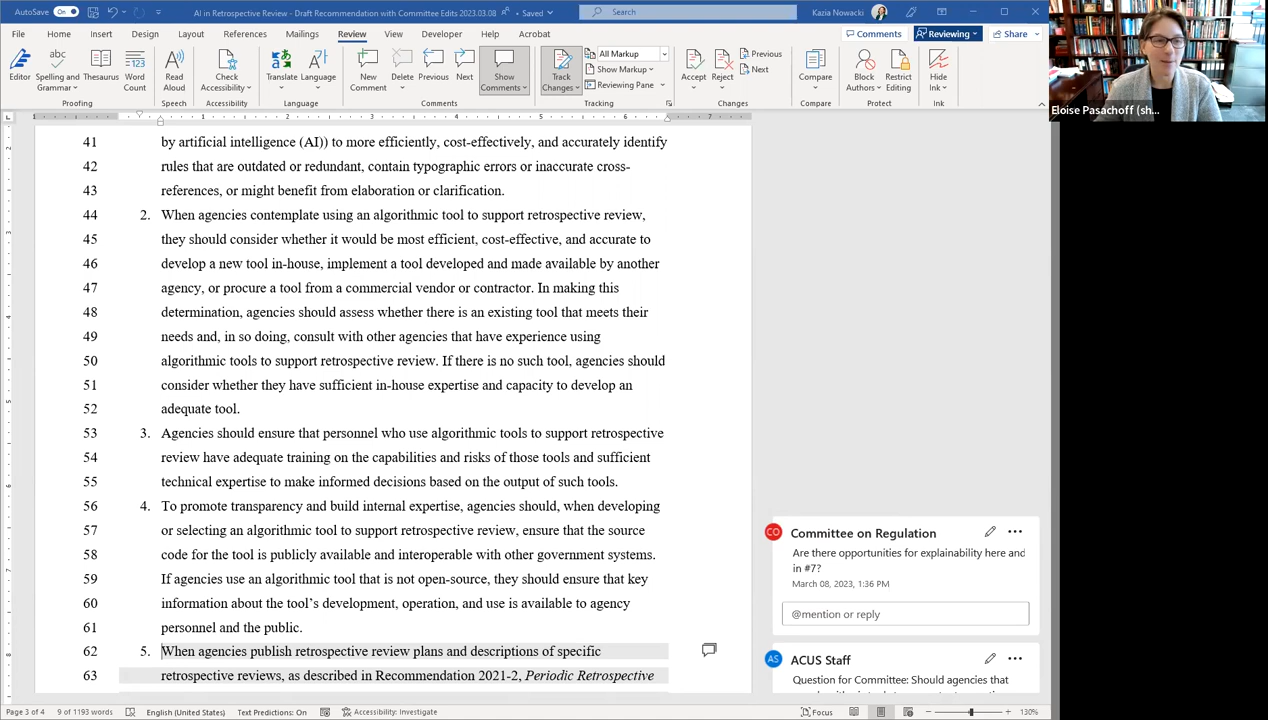 AutoSave On AI in Retrospective Review - Draft Recommendation with Committee Edits 2023.03.08 • Saved Search Kazia Nowacki
File Home Insert Design Layout References Mailings Review View Developer Help Acrobat Comments Reviewing Share
Editor Spelling and Grammar Thesaurus Word Count Read Aloud Check Accessibility Translate Language New Comment Delete Previous Next Show Comments Track Changes All Markup Show Markup Reviewing Pane Accept Reject Previous Next Compare Block Authors Restrict Editing Hide Ink
Proofing Speech Accessibility Language Comments Tracking Changes Compare Protect Ink
Eloise Pasachoff (sh...
1 1 2 3 4 5 6 7
41 by artificial intelligence (AI)) to more efficiently, cost-effectively, and accurately identify
42 rules that are outdated or redundant, contain typographic errors or inaccurate cross-
43 references, or might benefit from elaboration or clarification.
44 2. When agencies contemplate using an algorithmic tool to support retrospective review,
45 they should consider whether it would be most efficient, cost-effective, and accurate to
46 develop a new tool in-house, implement a tool developed and made available by another
47 agency, or procure a tool from a commercial vendor or contractor. In making this
48 determination, agencies should assess whether there is an existing tool that meets their
49 needs and, in so doing, consult with other agencies that have experience using
50 algorithmic tools to support retrospective review. If there is no such tool, agencies should
51 consider whether they have sufficient in-house expertise and capacity to develop an
52 adequate tool.
53 3. Agencies should ensure that personnel who use algorithmic tools to support retrospective
54 review have adequate training on the capabilities and risks of those tools and sufficient
55 technical expertise to make informed decisions based on the output of such tools.
56 4. To promote transparency and build internal expertise, agencies should, when developing
57 or selecting an algorithmic tool to support retrospective review, ensure that the source
58 code for the tool is publicly available and interoperable with other government systems.
59 If agencies use an algorithmic tool that is not open-source, they should ensure that key
60 information about the tool's development, operation, and use is available to agency
61 personnel and the public.
62 5. When agencies publish retrospective review plans and descriptions of specific
63 retrospective reviews, as described in Recommendation 2021-2, Periodic Retrospective
CO Committee on Regulation
Are there opportunities for explainability here and
in #7?
March 08, 2023, 1:36 PM
@mention or reply
AS ACUS Staff
Question for Committee: Should agencies that
Page 3 of 4 9 of 1193 words English (United States) Text Predictions: On Accessibility: Investigate Focus 130%